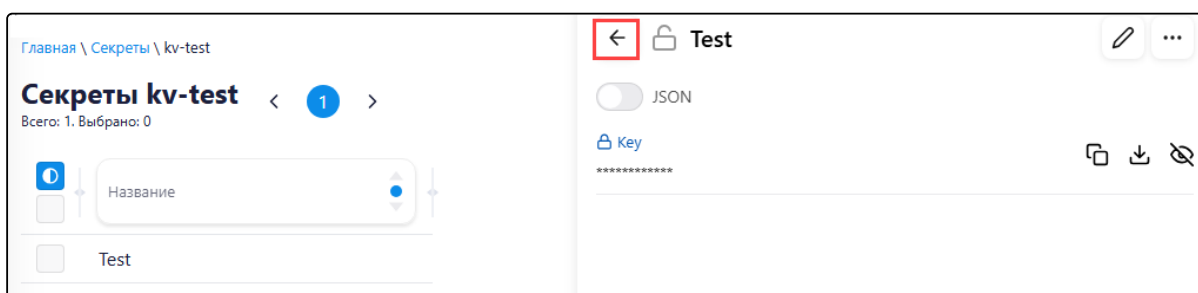 Главная \ Секреты \ kv-test
Секреты kv-test
1
Всего: 1. Выбрано: 0
Название
Test
Test
JSON
Key
************